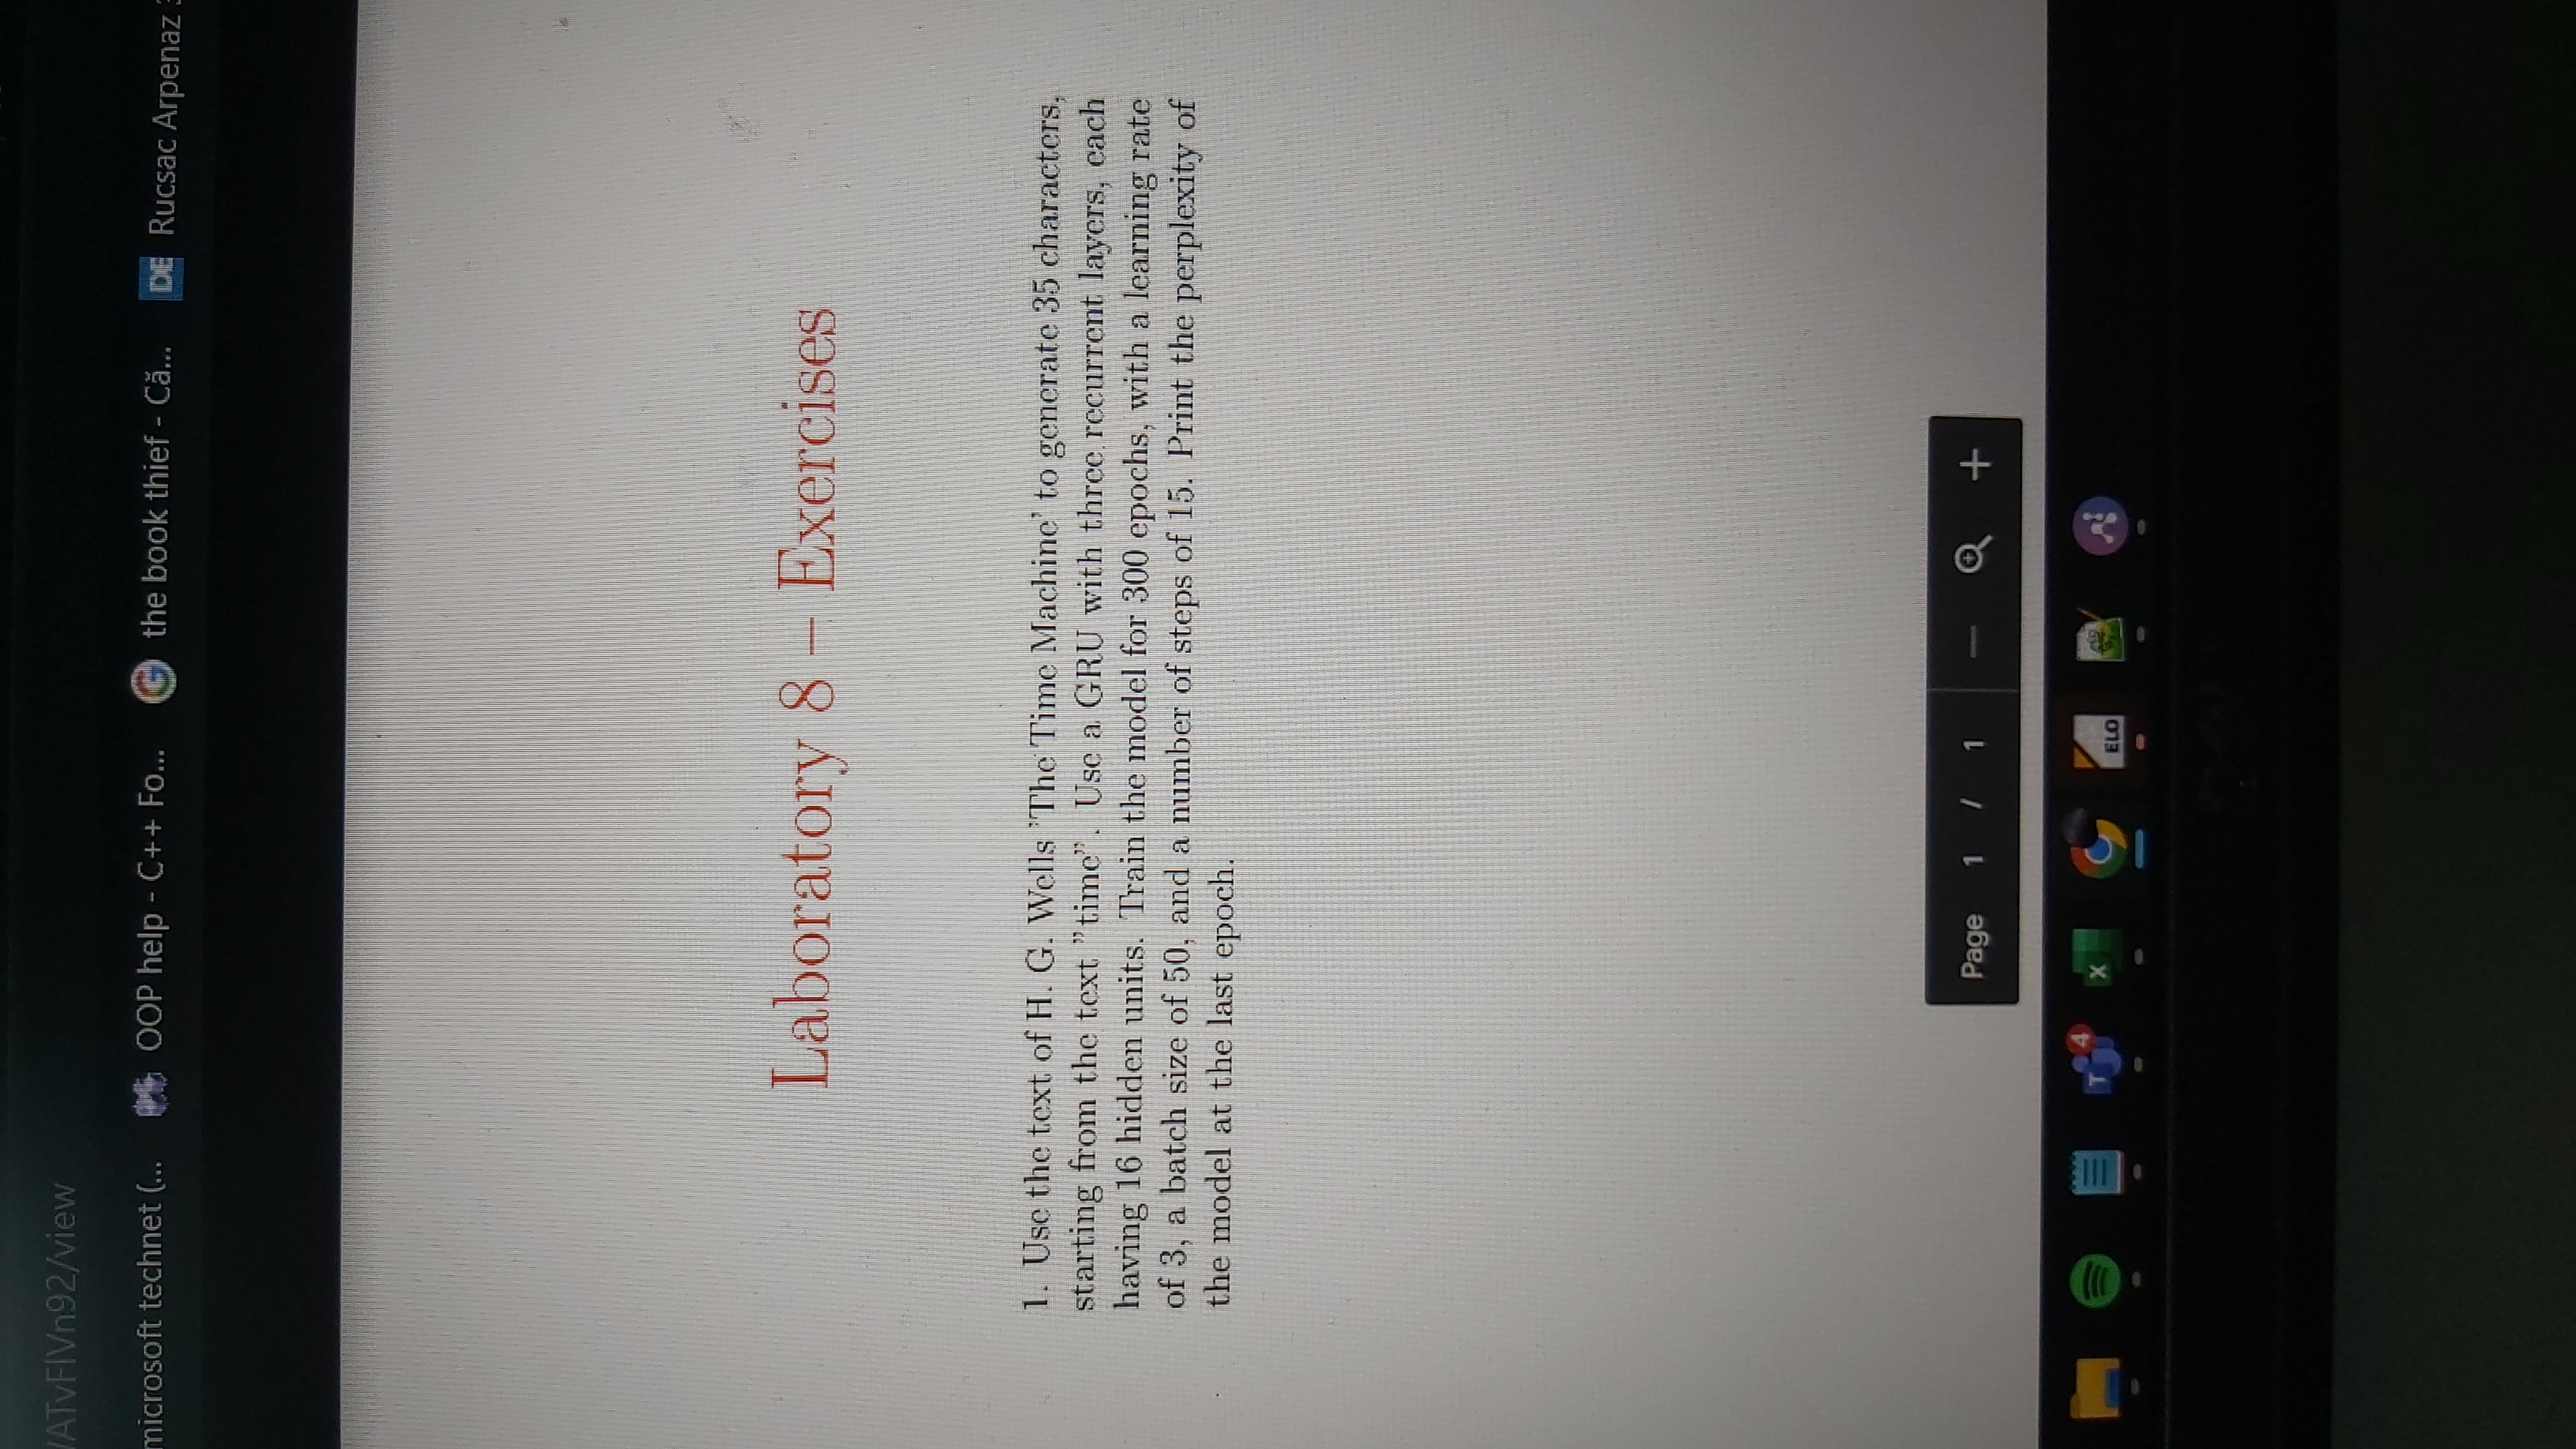 /ATvFlVn92/view
microsoft technet (...
OOP help - C++ Fo...
the book thief - Că...
DE
Rucsac Arpenaz
Laboratory 8 – Exercises
1. Use the text of H. G. Wells 'The Time Machine' to generate 35 characters,
starting from the text ”time”. Use a GRU with three recurrent layers, each
having 16 hidden units. Train the model for 300 epochs, with a learning rate
of 3, a batch size of 50, and a number of steps of 15. Print the perplexity of
the model at the last epoch.
Page 1 / 1
T
4
X
ELO